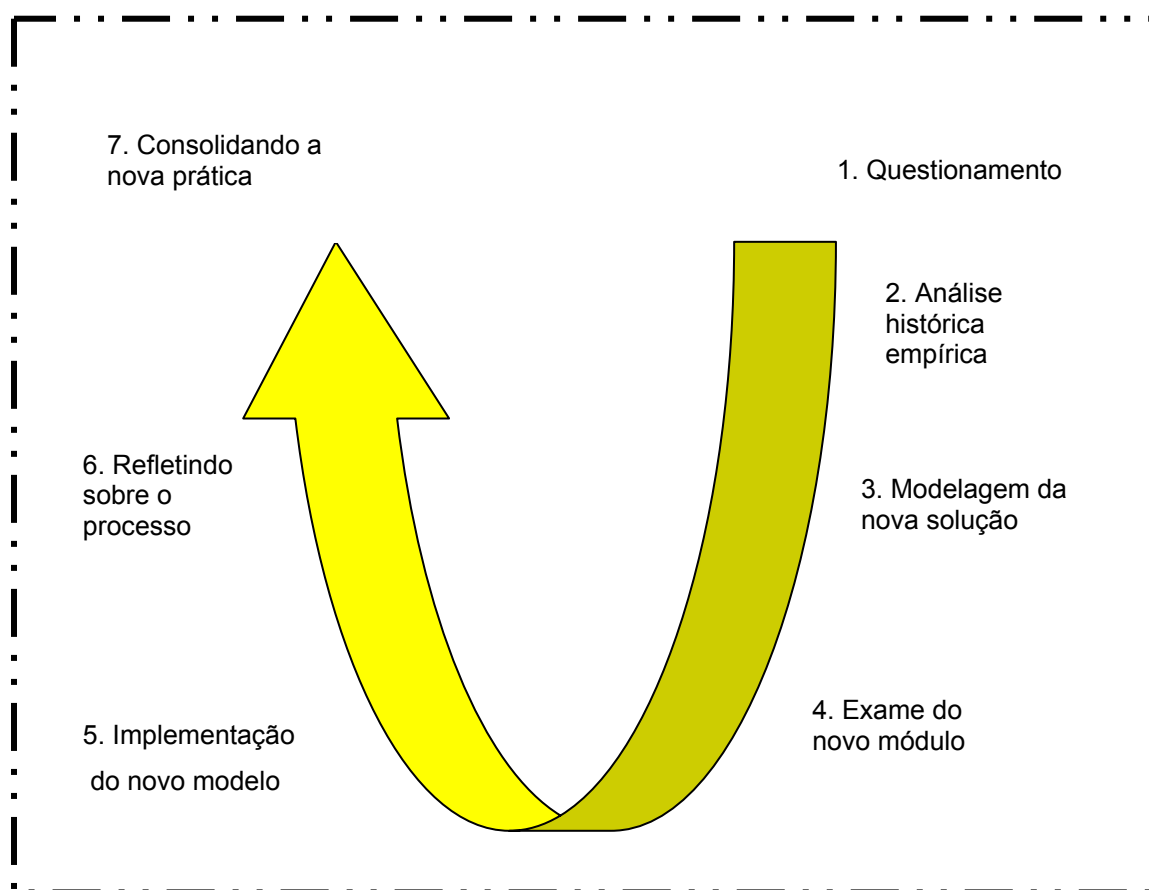 7. Consolidando a
nova prática
1. Questionamento
2. Análise
histórica
empírica
3. Modelagem da
nova solução
4. Exame do
novo módulo
5. Implementação
do novo modelo
6. Refletindo
sobre o
processo